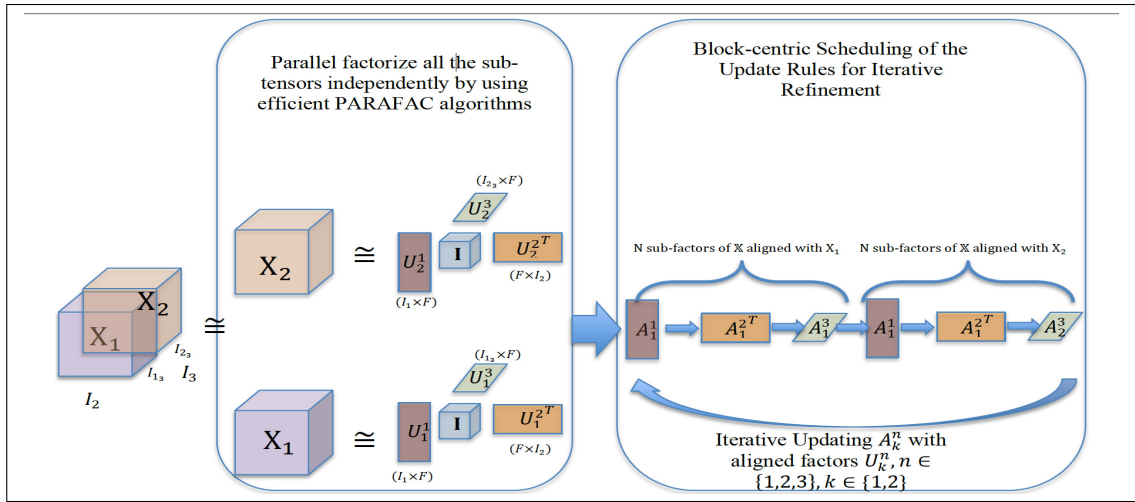 Parallel factorize all the sub-
tensors independently by using
efficient PARAFAC algorithms
Block-centric Scheduling of the
Update Rules for Iterative
Refinement
X₂
X₁
I₂
I₁₃
I₂₃
I₃
≅
X₂
≅
U₂¹
(I₁×F)
I
U₂³
(I₂₃×F)
U₂²ᵀ
(F×I₂)
X₁
≅
U₁¹
(I₁×F)
I
U₁³
(I₁₃×F)
U₁²ᵀ
(F×I₂)
N sub-factors of 𝕏 aligned with X₁
N sub-factors of 𝕏 aligned with X₂
A₁¹
A₁²ᵀ
A₁³
A₁¹
A₁²ᵀ
A₂³
Iterative Updating Aₖⁿ with
aligned factors Uₖⁿ, n ∈
{1,2,3}, k ∈ {1,2}